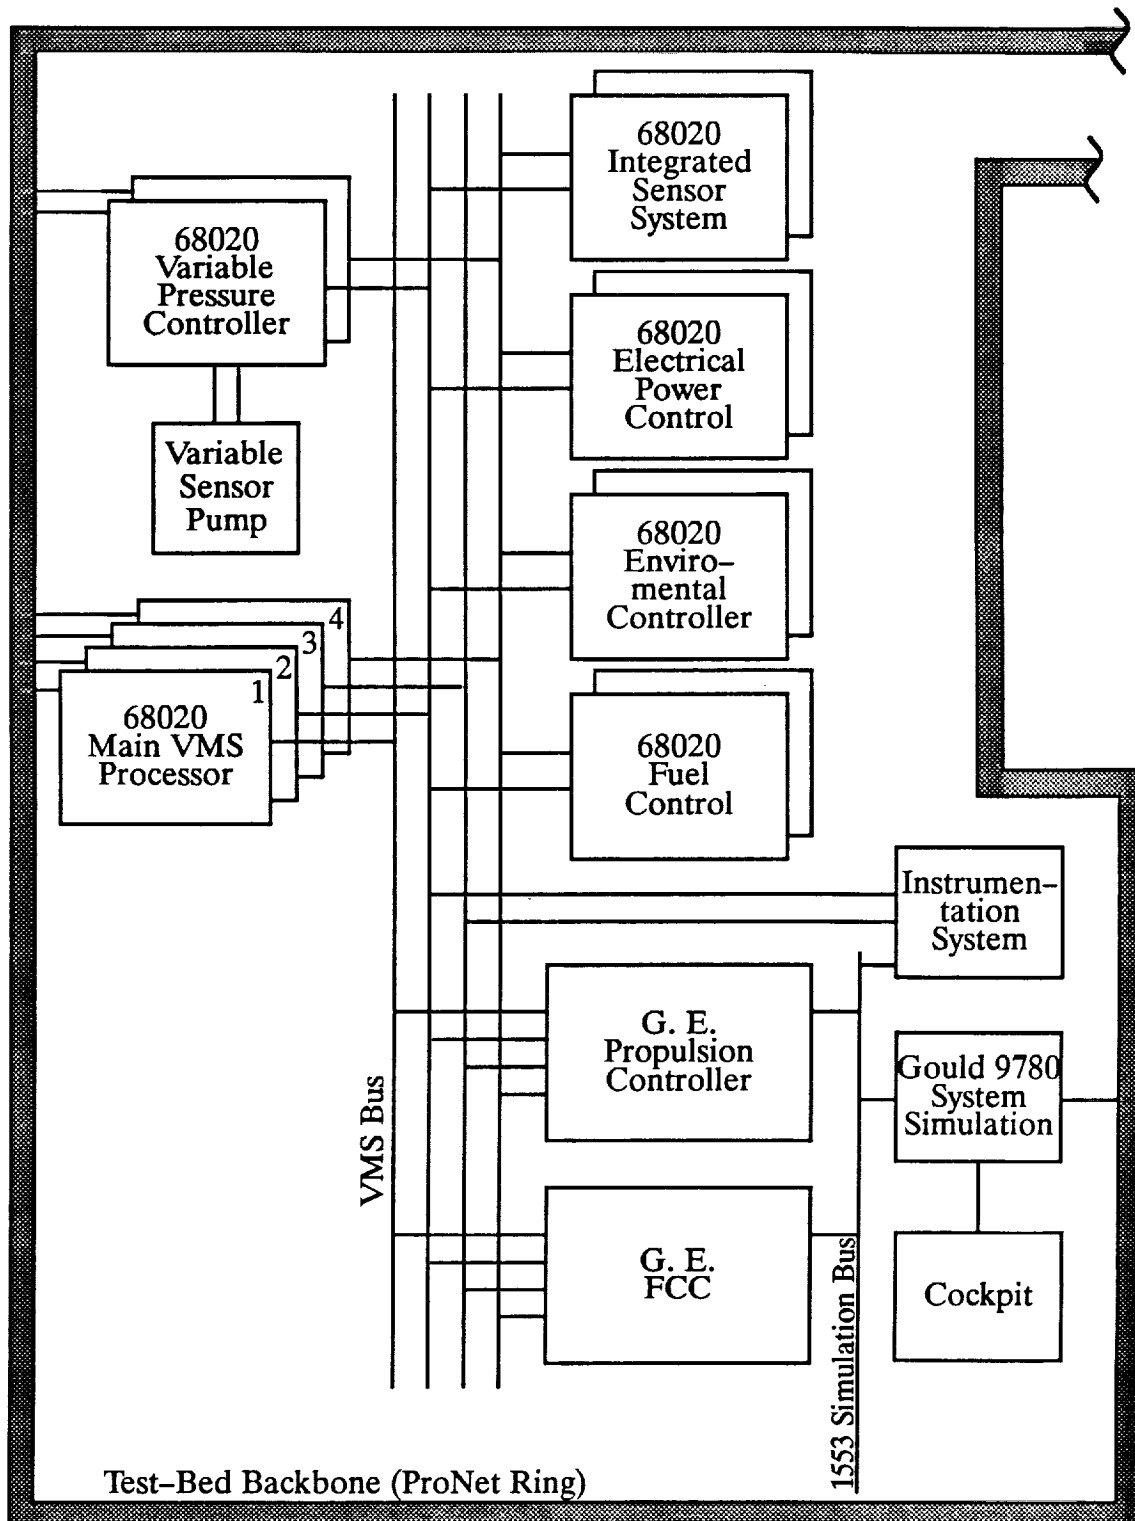 68020
Integrated
Sensor
System
68020
Variable
Pressure
Controller
68020
Electrical
Power
Control
Variable
Sensor
Pump
68020
Enviro–
mental
Controller
4
3
2
1
68020
Main VMS
Processor
68020
Fuel
Control
Instrumen–
tation
System
G. E.
Propulsion
Controller
Gould 9780
System
Simulation
VMS Bus
G. E.
FCC
Cockpit
1553 Simulation Bus
Test–Bed Backbone (ProNet Ring)